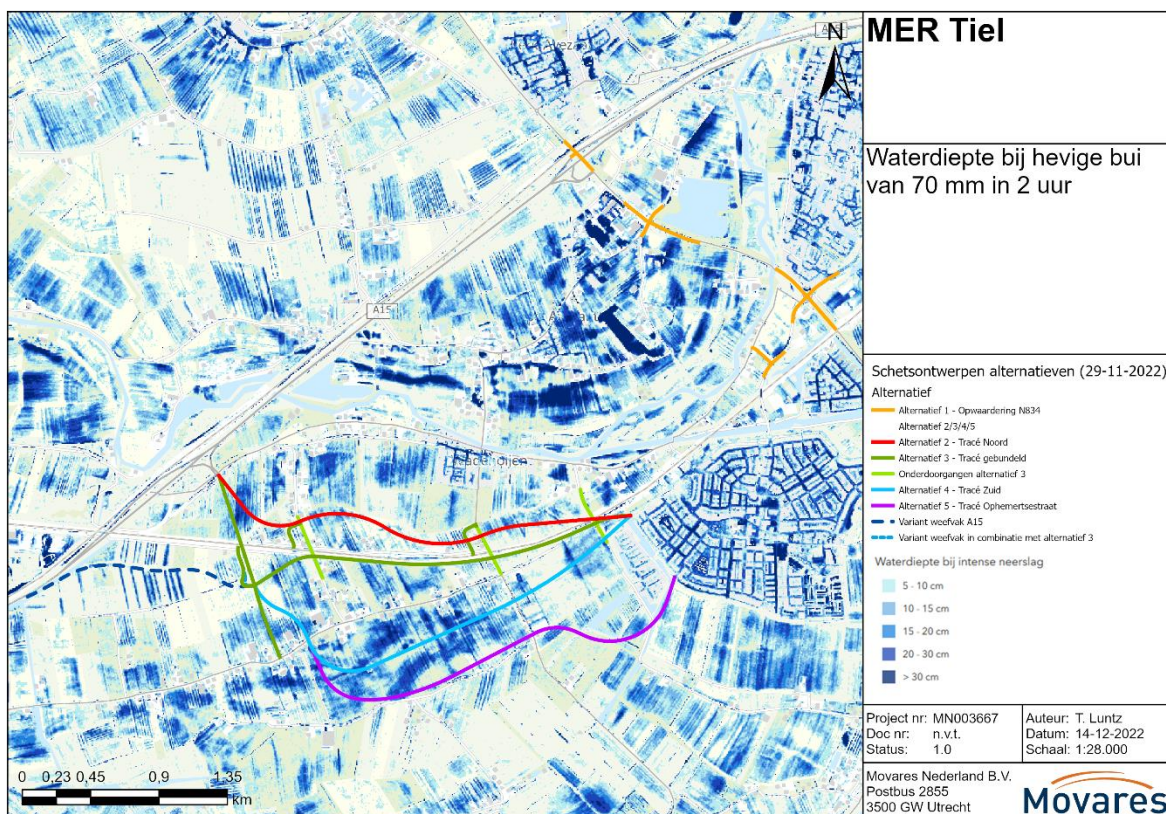 MER Tiel
Waterdiepte bij hevige bui
van 70 mm in 2 uur
Schetsontwerpen alternatieven (29-11-2022)
Alternatief
Alternatief 1 - Opwaardering N834
Alternatief 2/3/4/5
Alternatief 2 - Tracé Noord
Alternatief 3 - Tracé gebundeld
Onderdoorgangen alternatief 3
Alternatief 4 - Tracé Zuid
Alternatief 5 - Tracé Ophemertsestraat
Variant weefvak A15
Variant weefvak in combinatie met alternatief 3
Waterdiepte bij intense neerslag
5 - 10 cm
10 - 15 cm
15 - 20 cm
20 - 30 cm
> 30 cm
Project nr: MN003667
Doc nr: n.v.t.
Status: 1.0
Auteur: T. Luntz
Datum: 14-12-2022
Schaal: 1:28.000
Movares Nederland B.V.
Postbus 2855
3500 GW Utrecht
Movares
N
A15
0 0,23 0,45 0,9 1,35
km